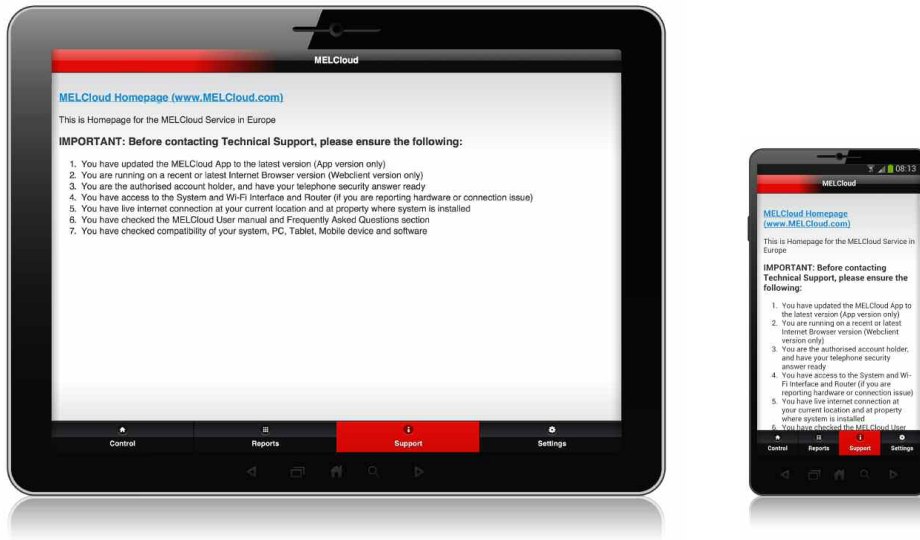 MELCloud
MELCloud Homepage (www.MELCloud.com)
This is Homepage for the MELCloud Service in Europe
IMPORTANT: Before contacting Technical Support, please ensure the following:
1. You have updated the MELCloud App to the latest version (App version only)
2. You are running on a recent or latest Internet Browser version (Webclient version only)
3. You are the authorised account holder, and have your telephone security answer ready
4. You have access to the System and Wi-Fi Interface and Router (if you are reporting hardware or connection issue)
5. You have live internet connection at your current location and at property where system is installed
6. You have checked the MELCloud User manual and Frequently Asked Questions section
7. You have checked compatibility of your system, PC, Tablet, Mobile device and software
Control Reports Support Settings
08:13
MELCloud
MELCloud Homepage
(www.MELCloud.com)
This is Homepage for the MELCloud Service in
Europe
IMPORTANT: Before contacting
Technical Support, please ensure the
following:
1. You have updated the MELCloud App to
the latest version (App version only)
2. You are running on a recent or latest
Internet Browser version (Webclient
version only)
3. You are the authorised account holder,
and have your telephone security
answer ready
4. You have access to the System and Wi-
Fi Interface and Router (if you are
reporting hardware or connection issue)
5. You have live internet connection at
your current location and at property
where system is installed
6. You have checked the MELCloud User
Control Reports Support Settings